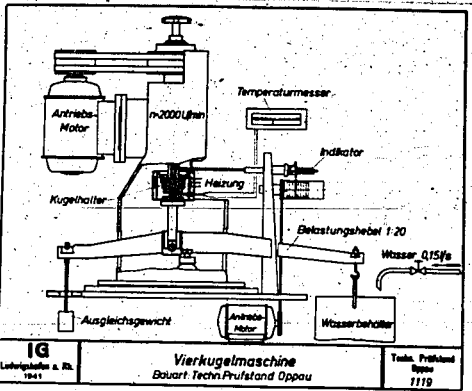 Temperaturmesser
Antriebs-
Motor
n=2000U/min
Indikator
Heizung
Kugelhalter
Belastungshebel 1:20
Wasser 0,15l/s
Ausgleichsgewicht
Antriebs-
Motor
Wasserbehälter
IG
Ludwigshafen a. Rh.
1941
Vierkugelmaschine
Bauart: Techn. Prüfstand Oppau
Techn. Prüfstand
Oppau
1119